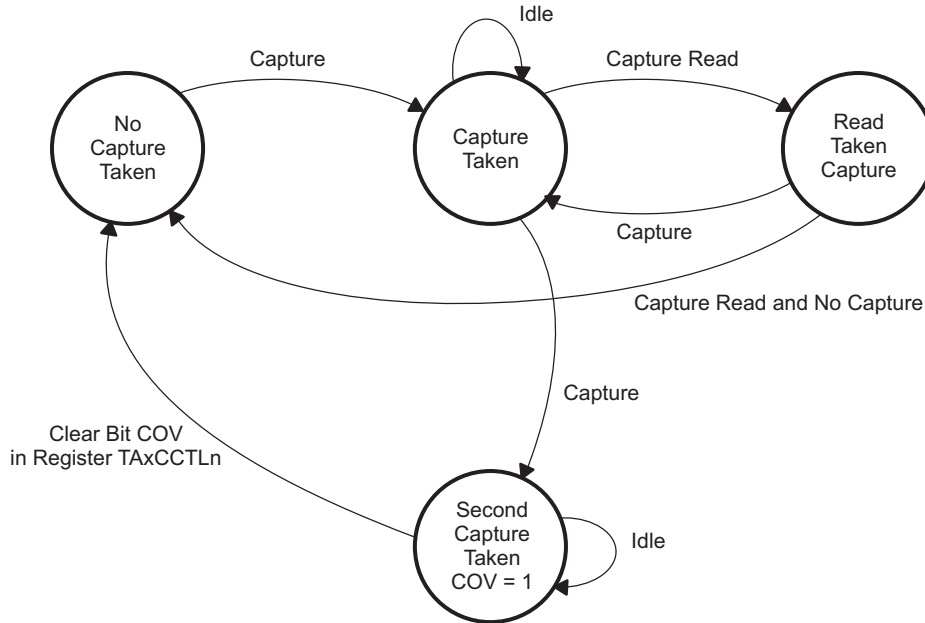 Idle
Capture
Capture Read
No
Capture
Taken
Capture
Taken
Read
Taken
Capture
Capture
Capture Read and No Capture
Capture
Clear Bit COV
in Register TAxCCTLn
Second
Capture
Taken
COV = 1
Idle